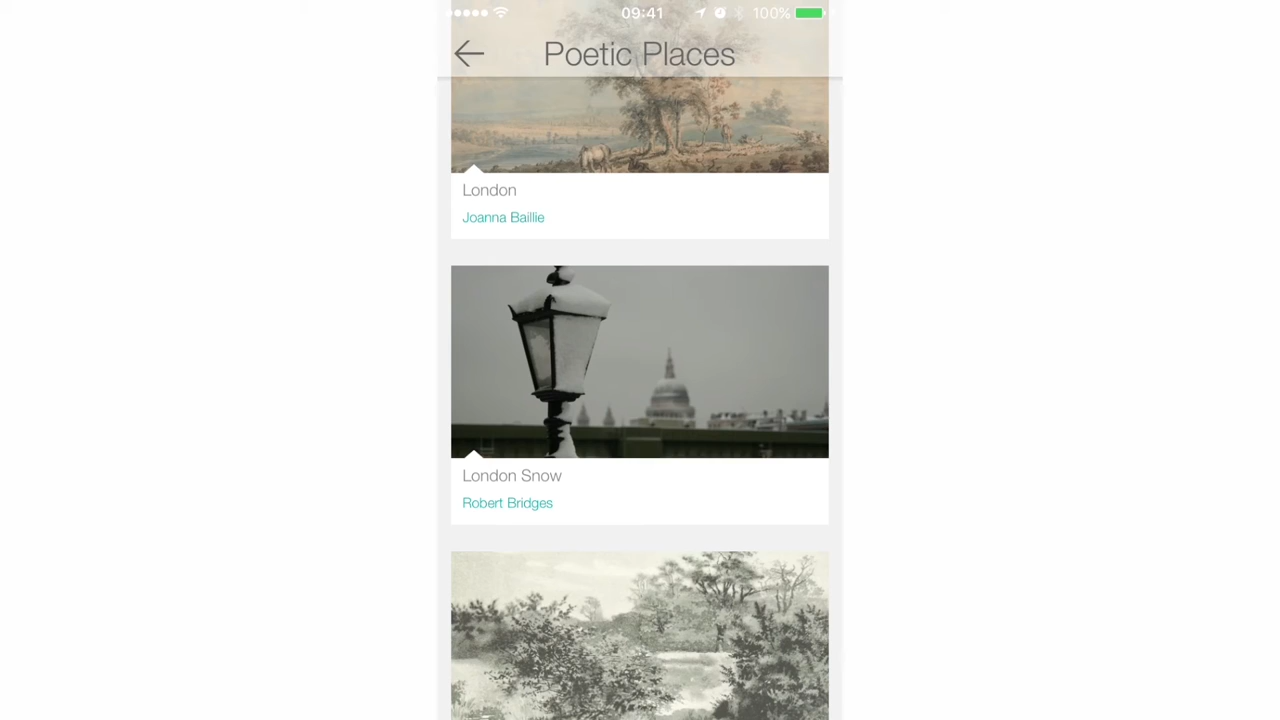 09:41
100%
Poetic Places
London
Joanna Baillie
London Snow
Robert Bridges